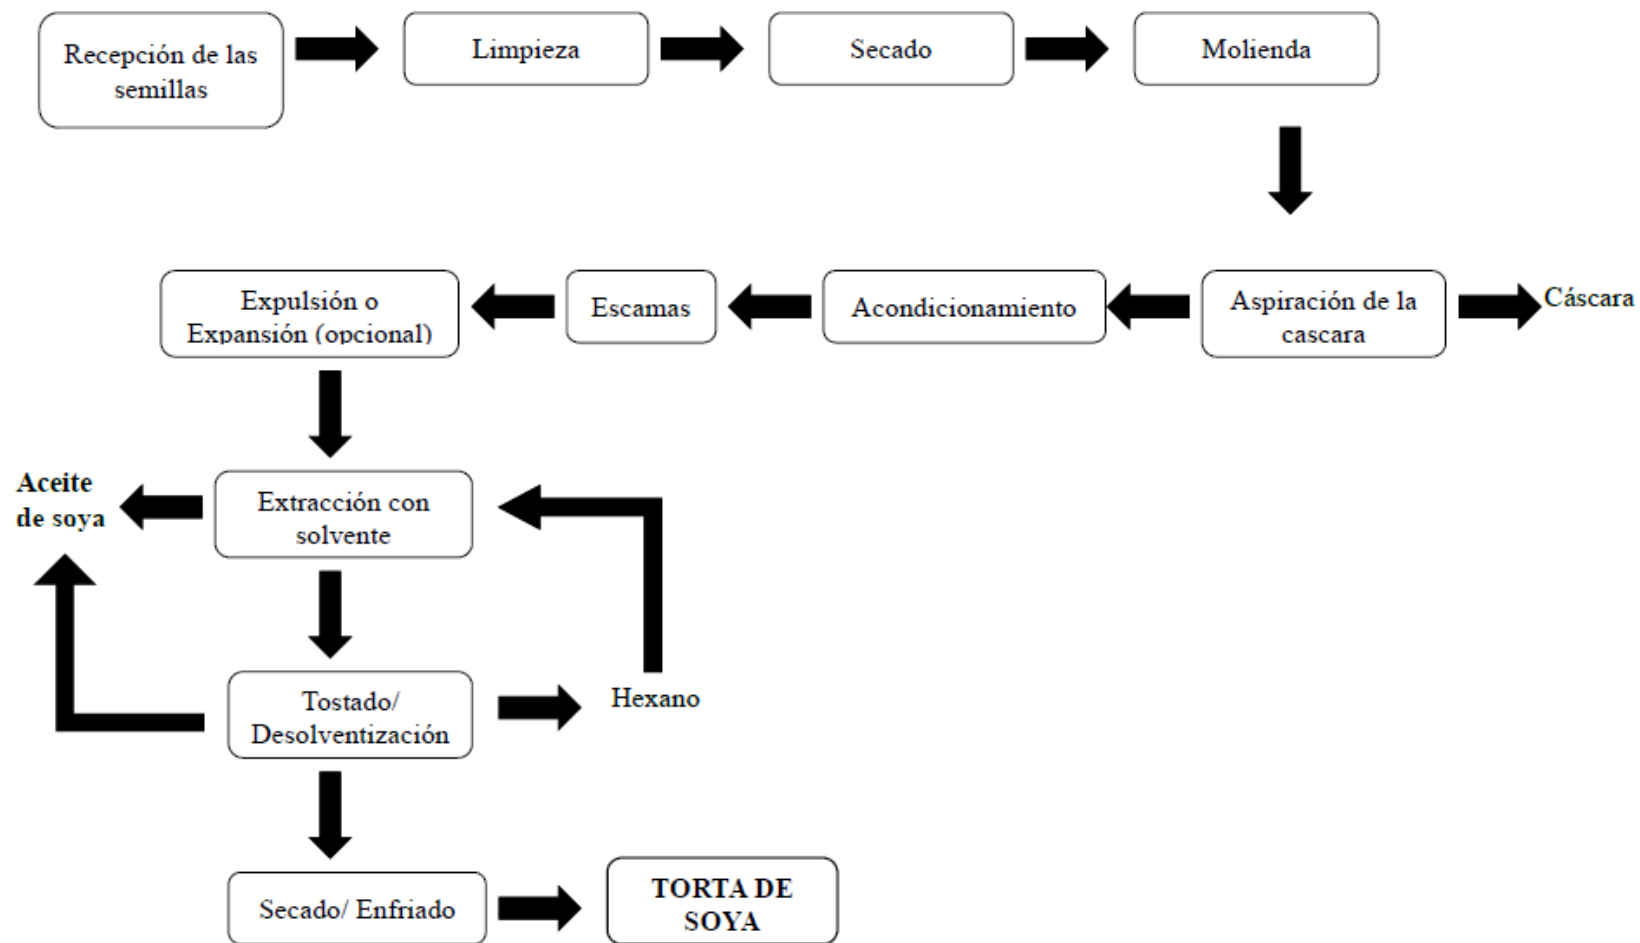 Recepción de las
semillas
Limpieza
Secado
Molienda
Expulsión o
Expansión (opcional)
Escamas
Acondicionamiento
Aspiración de la
cascara
Cáscara
Aceite
de soya
Extracción con
solvente
Tostado/
Desolventización
Hexano
Secado/ Enfriado
TORTA DE
SOYA